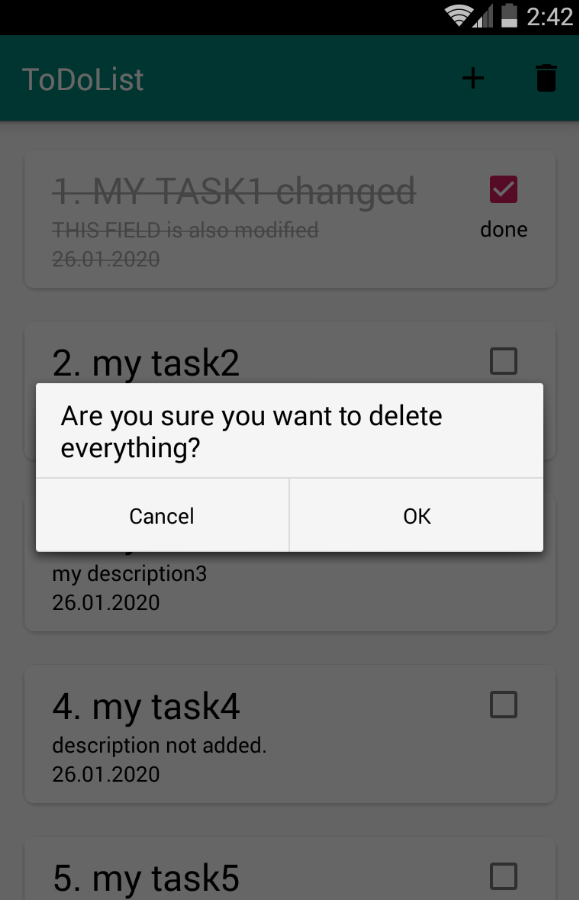 2:42
ToDoList
1. MY TASK1 changed
THIS FIELD is also modified
done
26.01.2020
2. my task2
Are you sure you want to delete
everything?
Cancel
OK
my description3
26.01.2020
4. my task4
description not added.
26.01.2020
5. my task5